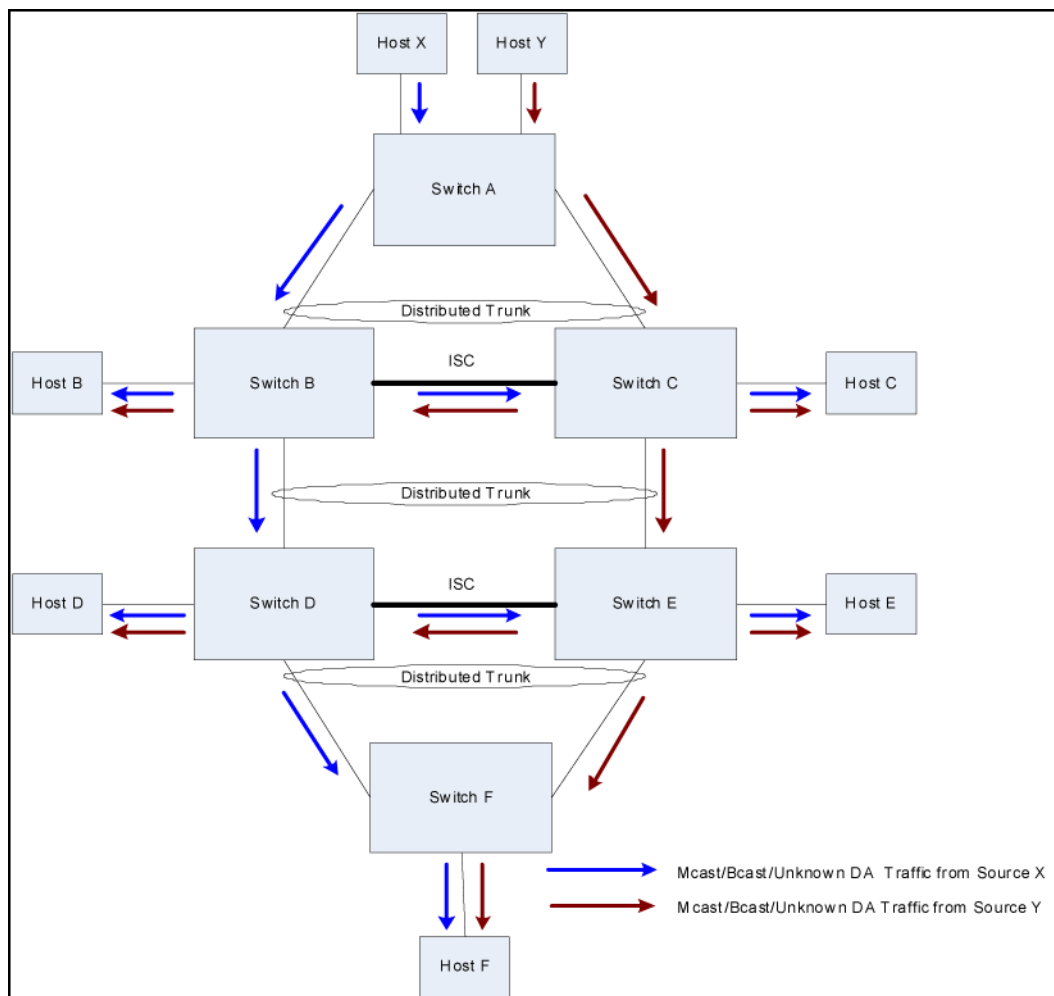 Host X
Host Y
Switch A
Distributed Trunk
Host B
Switch B
ISC
Switch C
Host C
Distributed Trunk
Host D
Switch D
ISC
Switch E
Host E
Distributed Trunk
Switch F
Mcast/Bcast/Unknown DA Traffic from Source X
Mcast/Bcast/Unknown DA Traffic from Source Y
Host F